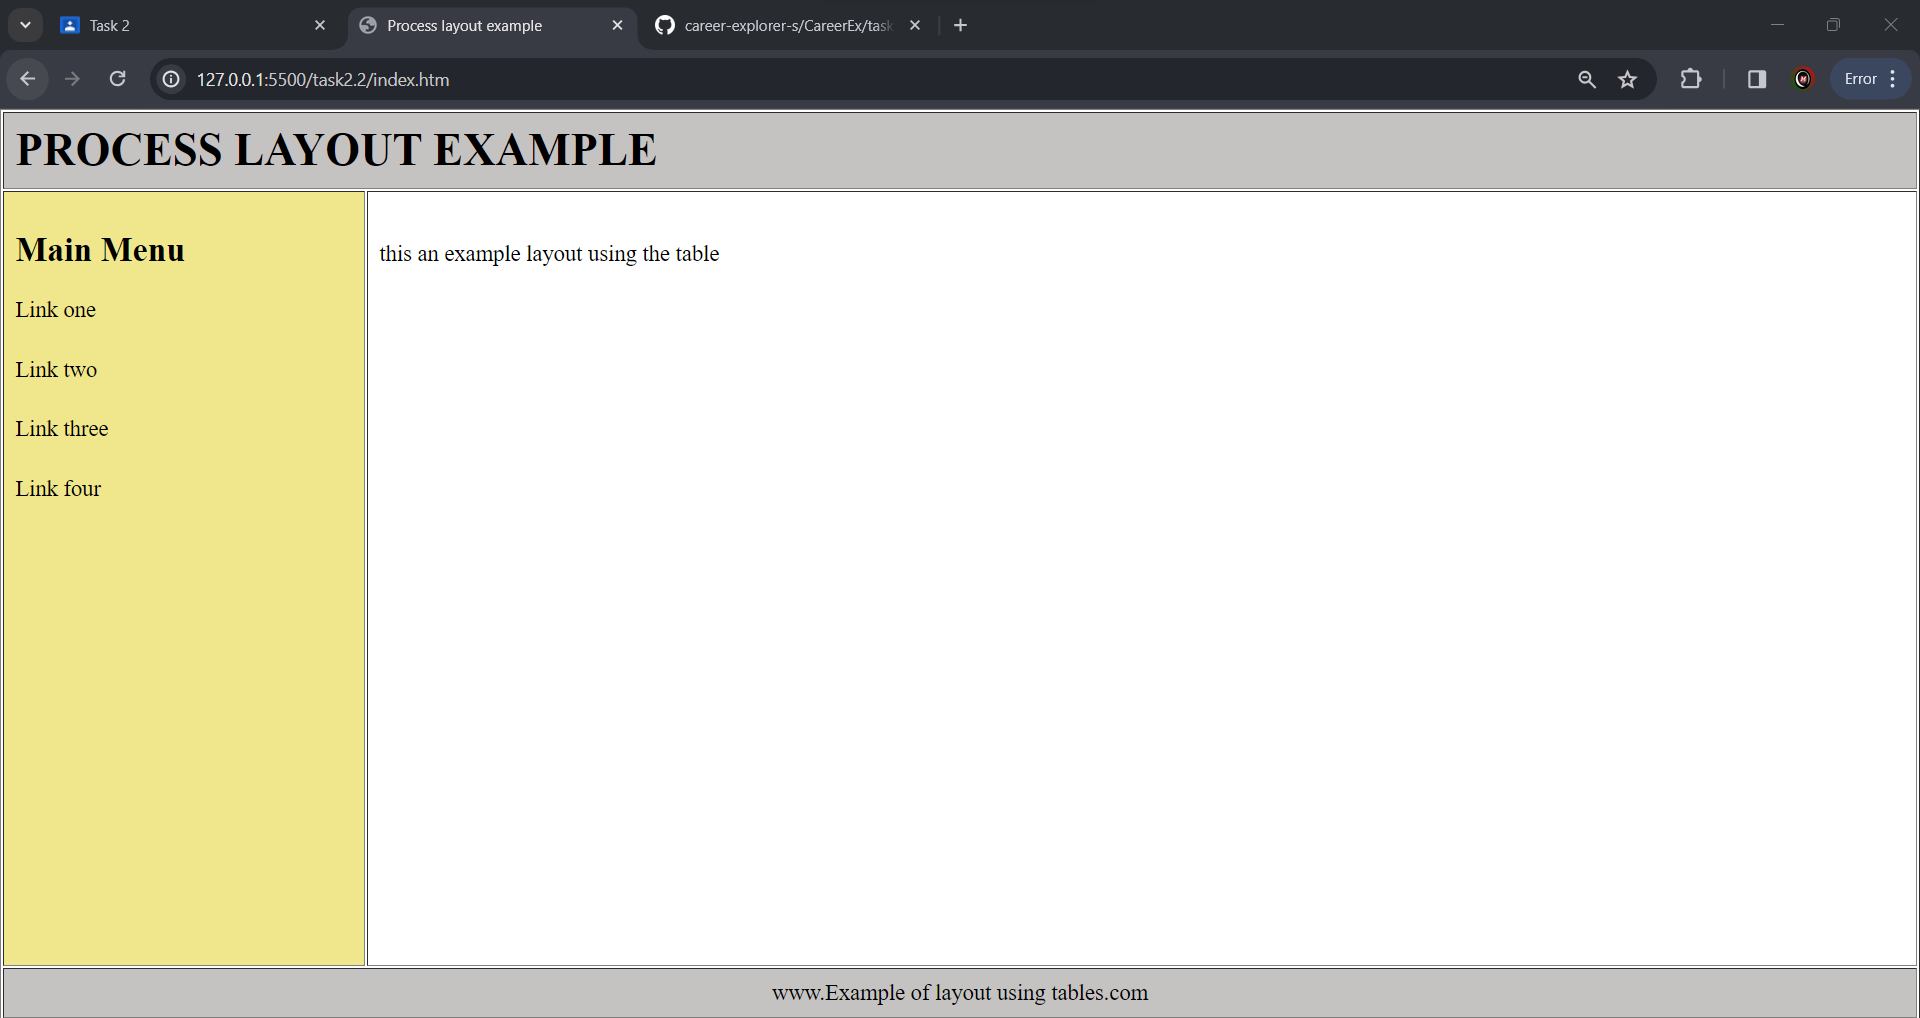 Task 2
Process layout example
career-explorer-s/CareerEx/task
127.0.0.1:5500/task2.2/index.htm
Error
PROCESS LAYOUT EXAMPLE
Main Menu
this an example layout using the table
Link one
Link two
Link three
Link four
www.Example of layout using tables.com